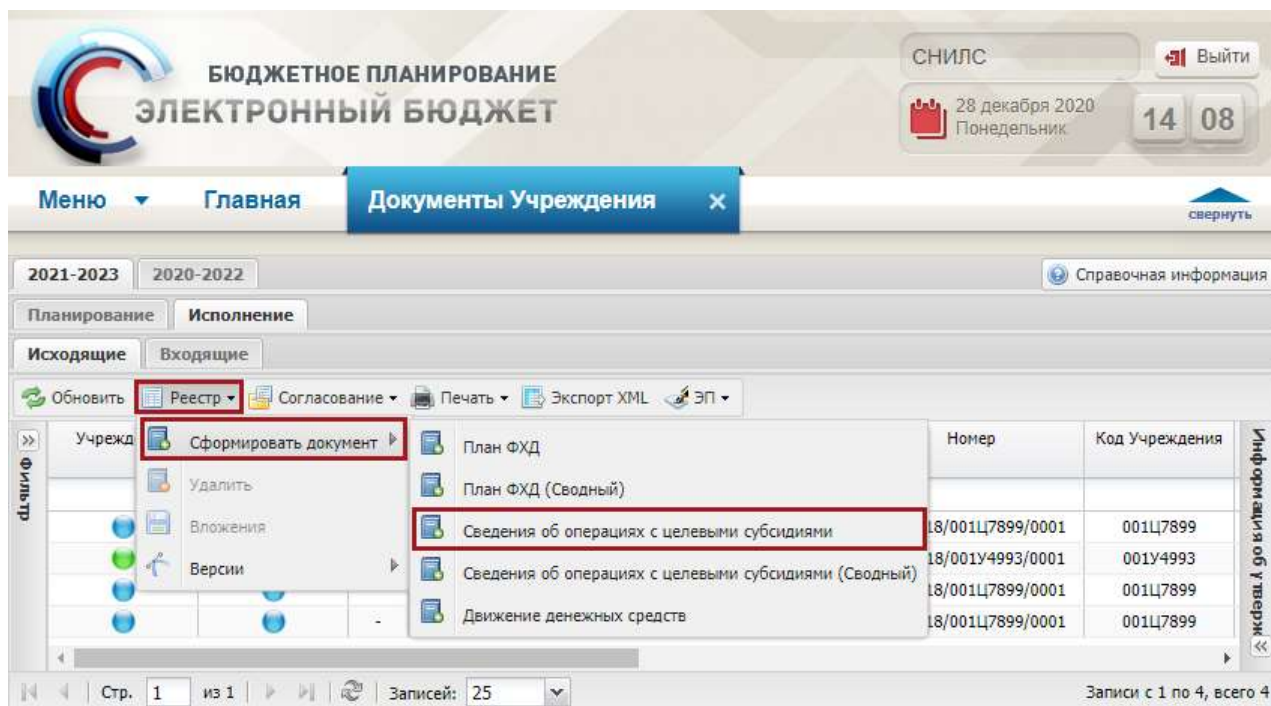 СНИЛС
Выйти
БЮДЖЕТНОЕ ПЛАНИРОВАНИЕ
ЭЛЕКТРОННЫЙ БЮДЖЕТ
28 декабря 2020
Понедельник
14 08
Меню Главная Документы Учреждения
свернуть
2021-2023 2020-2022 Справочная информация
Планирование Исполнение
Исходящие Входящие
Обновить Реестр Согласование Печать Экспорт XML ЭП
Фильтр
Учрежд
Номер Код Учреждения
Сформировать документ
Удалить
Вложения
Версии
План ФХД
План ФХД (Сводный)
Сведения об операциях с целевыми субсидиями
Сведения об операциях с целевыми субсидиями (Сводный)
Движение денежных средств
18/001Ц7899/0001 001Ц7899
18/001У4993/0001 001У4993
18/001Ц7899/0001 001Ц7899
- 18/001Ц7899/0001 001Ц7899
Информация об утверж
Стр. 1 из 1 Записей: 25 Записи с 1 по 4, всего 4